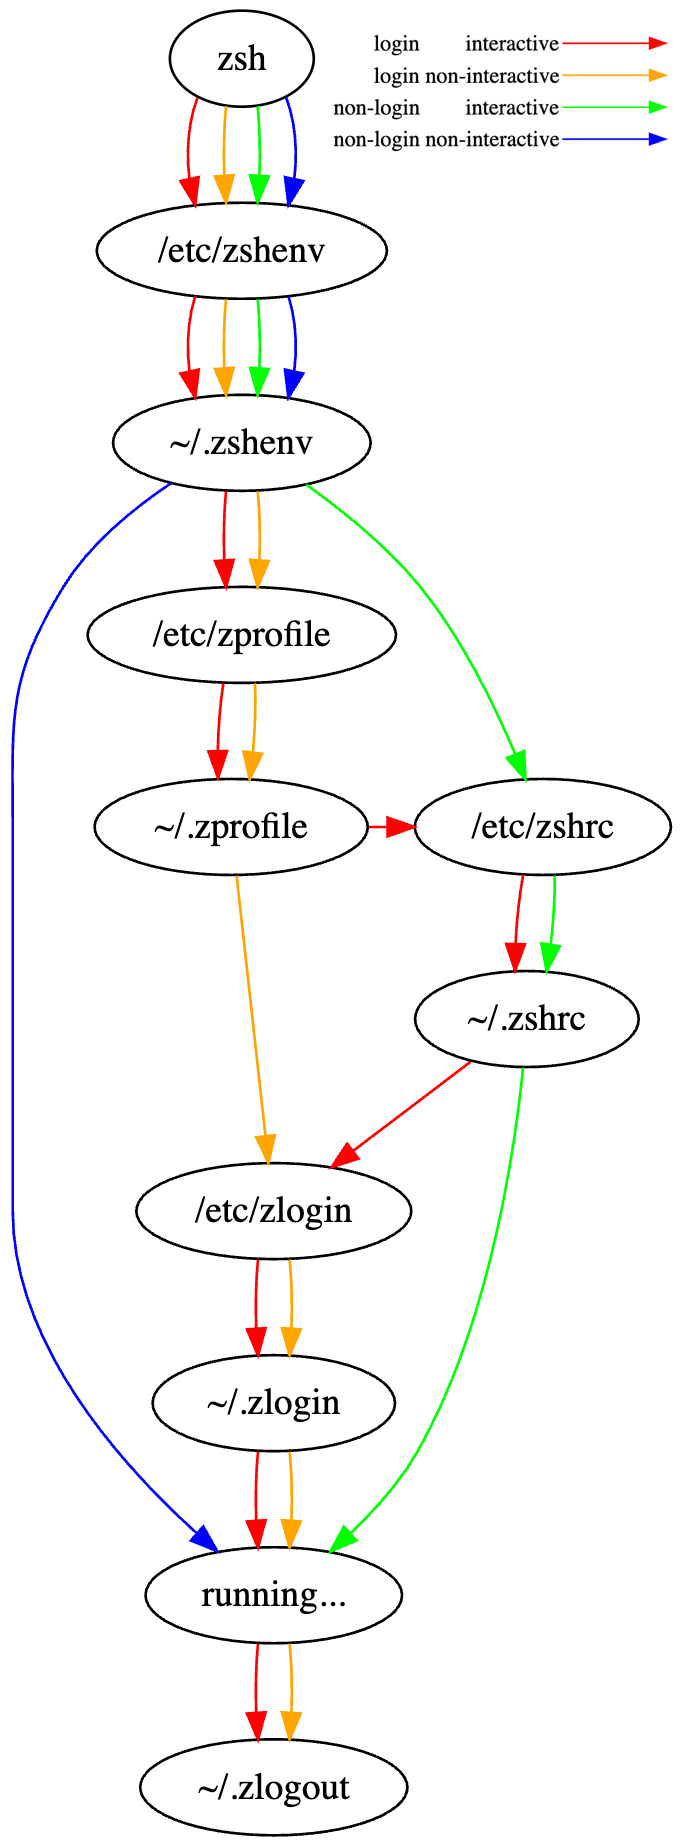 zsh
login interactive
login non-interactive
non-login interactive
non-login non-interactive
/etc/zshenv
~/.zshenv
/etc/zprofile
~/.zprofile
/etc/zshrc
~/.zshrc
/etc/zlogin
~/.zlogin
running...
~/.zlogout